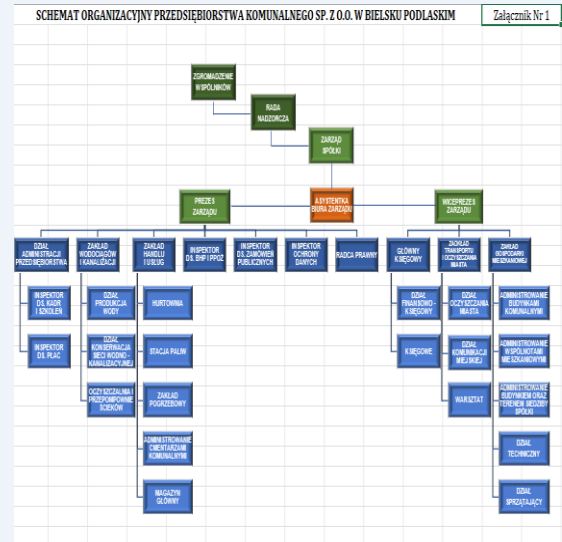 SCHEMAT ORGANIZACYJNY PRZEDSIĘBIORSTWA KOMUNALNEGO SP. Z O.O. W BIELSKU PODLASKIM
Załącznik Nr 1
ZGROMADZENIE
WSPÓLNIKÓW
RADA
NADZORCZA
ZARZĄD
SPÓŁKI
PREZES
ZARZĄDU
ASYSTENTKA
BIURA ZARZĄDU
WICEPREZES
ZARZĄDU
DZIAŁ
ADMINISTRACJI
PRZEDSIĘBIORSTWA
ZAKŁAD
WODOCIĄGÓW
I KANALIZACJI
ZAKŁAD
HANDLU
I USŁUG
INSPEKTOR
DS. BHP I PPOŻ
INSPEKTOR
DS. ZAMÓWIEŃ
PUBLICZNYCH
INSPEKTOR
OCHRONY
DANYCH
RADCA PRAWNY
GŁÓWNY
KSIĘGOWY
ZAKŁAD
TRANSPORTU
I OCZYSZCZANIA
MIASTA
ZAKŁAD
GOSPODARKI
MIESZKANIOWEJ
INSPEKTOR
DS. KADR
I SZKOLEŃ
DZIAŁ
PRODUKCJA
WODY
HURTOWNIA
DZIAŁ
FINANSOWO -
KSIĘGOWY
DZIAŁ
OCZYSZCZANIA
MIASTA
ADMINISTROWANIE
BUDYNKAMI
KOMUNALNYMI
INSPEKTOR
DS. PŁAC
DZIAŁ
KONSERWACJA
SIECI WODNO -
KANALIZACYJNEJ
STACJA PALIW
KSIĘGOWE
DZIAŁ
KOMUNIKACJI
MIEJSKIEJ
ADMINISTROWANIE
WSPÓLNOTAMI
MIESZKANIOWYMI
OCZYSZCZALNIA I
PRZEPOMPOWNIE
ŚCIEKÓW
ZAKŁAD
POGRZEBOWY
WARSZTAT
ADMINISTROWANIE
BUDYNKIEM ORAZ
TERENEM SIEDZIBY
SPÓŁKI
ADMINISTROWANIE
CMENTARZAMI
KOMUNALNYMI
DZIAŁ
TECHNICZNY
MAGAZYN
GŁÓWNY
DZIAŁ
SPRZĄTAJĄCY